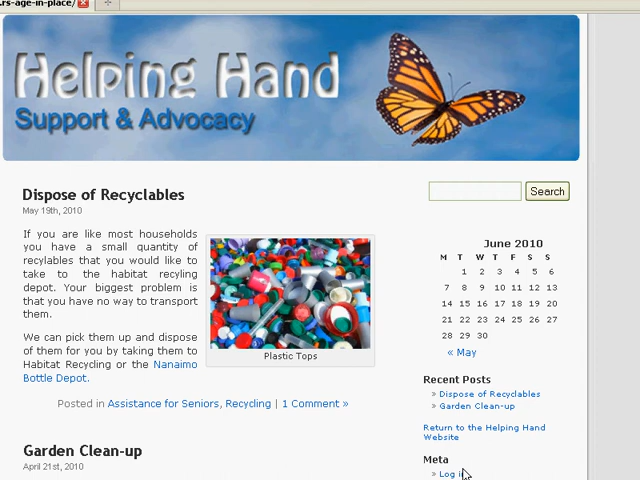 .rs-age-in-place/
Helping Hand
Support & Advocacy
Dispose of Recyclables
May 19th, 2010
If you are like most households
you have a small quantity of
recylables that you would like to
take to the habitat recyling
depot. Your biggest problem is
that you have no way to transport
them.
Plastic Tops
We can pick them up and dispose
of them for you by taking them to
Habitat Recycling or the Nanaimo
Bottle Depot.
Posted in Assistance for Seniors, Recycling | 1 Comment »
Garden Clean-up
April 21st, 2010
Search
June 2010
M T W T F S S
1 2 3 4 5 6
7 8 9 10 11 12 13
14 15 16 17 18 19 20
21 22 23 24 25 26 27
28 29 30
« May
Recent Posts
» Dispose of Recyclables
» Garden Clean-up
Return to the Helping Hand
Website
Meta
» Log in